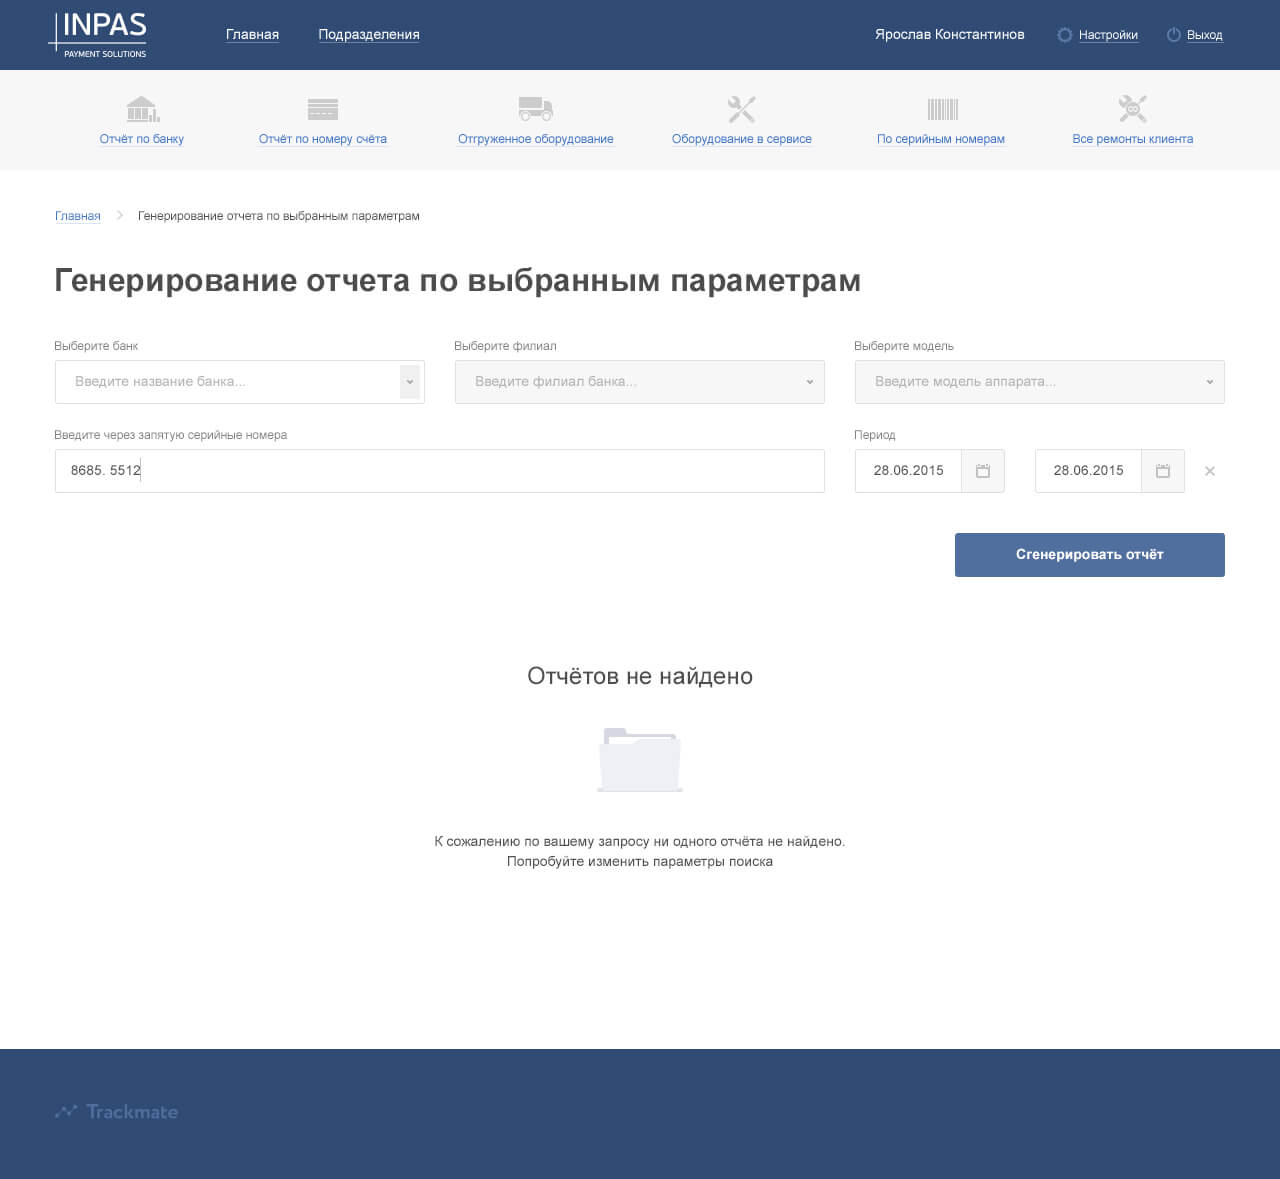 INPAS
PAYMENT SOLUTIONS
Главная
Подразделения
Ярослав Константинов
Настройки
Выход
Отчёт по банку
Отчёт по номеру счёта
Отгруженное оборудование
Оборудование в сервисе
По серийным номерам
Все ремонты клиента
Главная
Генерирование отчета по выбранным параметрам
Генерирование отчета по выбранным параметрам
Выберите банк
Выберите филиал
Выберите модель
Введите название банка...
Введите филиал банка...
Введите модель аппарата...
Введите через запятую серийные номера
Период
8685. 5512
28.06.2015
28.06.2015
Сгенерировать отчёт
Отчётов не найдено
К сожалению по вашему запросу ни одного отчёта не найдено.
Попробуйте изменить параметры поиска
Trackmate